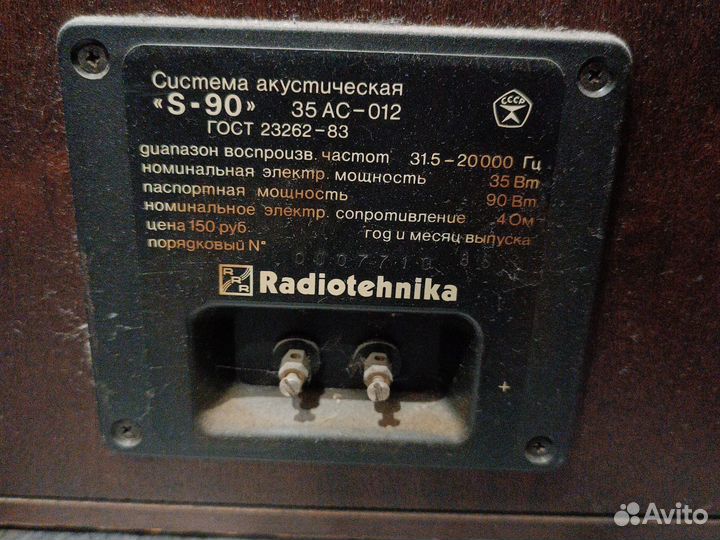 Система акустическая
«S-90» 35 АС-012
ГОСТ 23262-83
СССР
диапазон воспроизв. частот 31.5-20000 Гц
номинальная электр. мощность 35 Вт
паспортная мощность 90 Вт
номинальное электр. сопротивление 4 Ом
цена 150 руб. год и месяц выпуска
порядковый №
RRR Radiotehnika
+
Avito